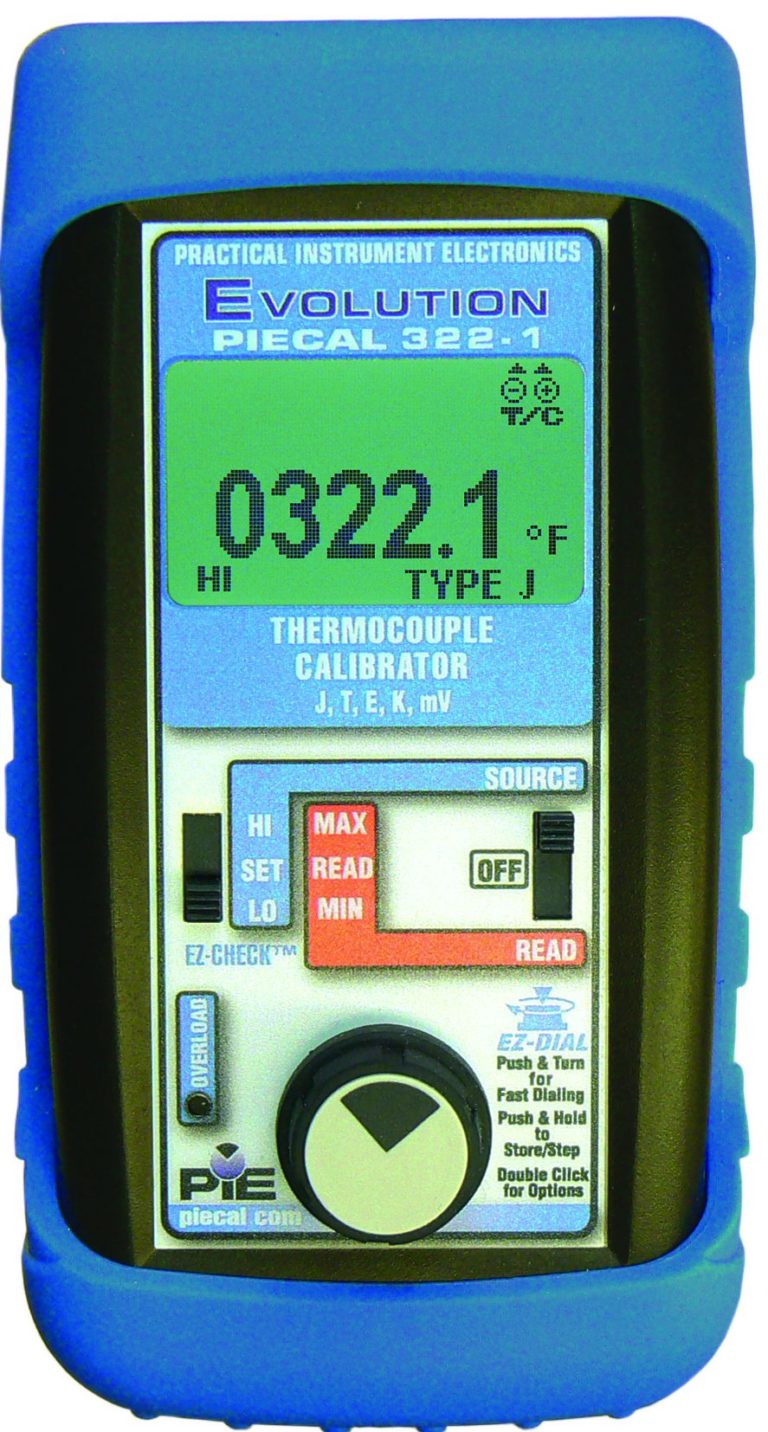 PRACTICAL INSTRUMENT ELECTRONICS
EVOLUTION
PIECAL 322-1
T/C
0322.1 °F
HI TYPE J
THERMOCOUPLE
CALIBRATOR
J, T, E, K, mV
SOURCE
HI MAX
SET READ OFF
LO MIN
EZ-CHECK™ READ
OVERLOAD
EZ-DIAL
Push & Turn
for
Fast Dialing
Push & Hold
to
Store/Step
Double Click
for Options
PIE
piecal com